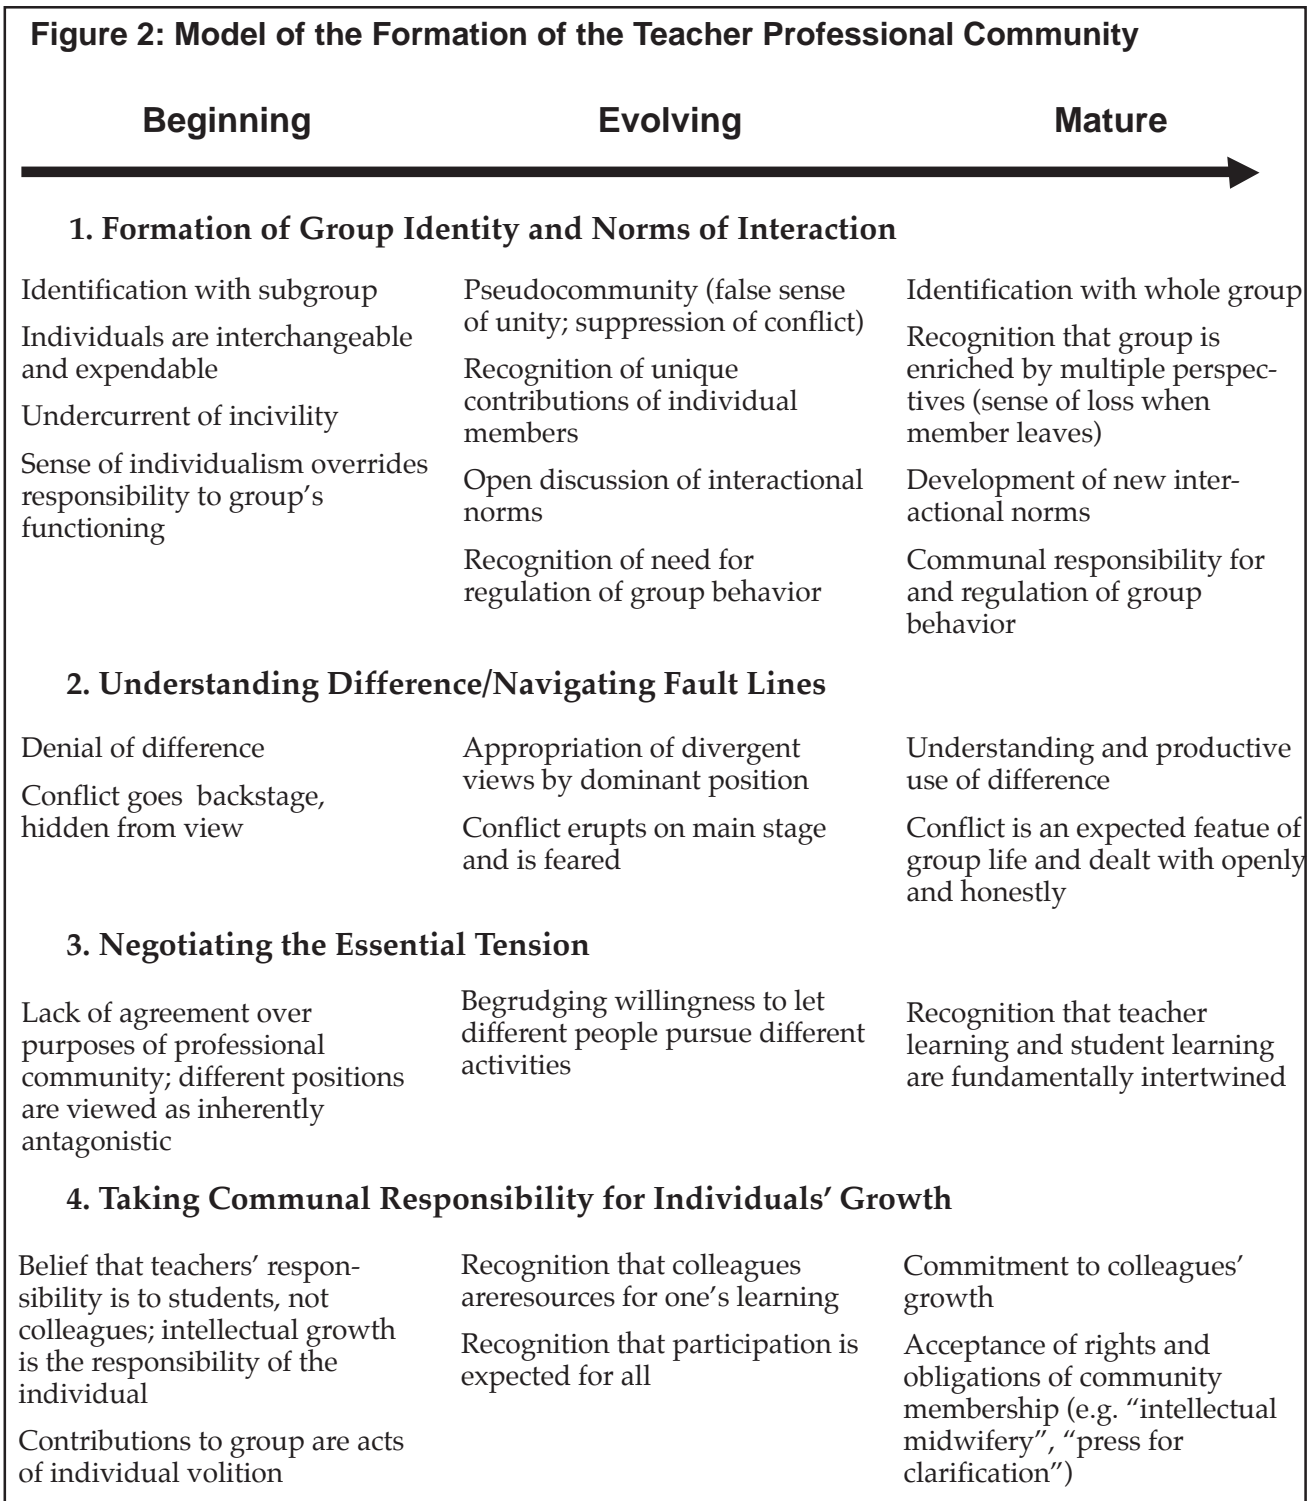 Figure 2: Model of the Formation of the Teacher Professional Community
Beginning
Evolving
Mature
1. Formation of Group Identity and Norms of Interaction
Identification with subgroup
Individuals are interchangeable
and expendable
Undercurrent of incivility
Sense of individualism overrides
responsibility to group's
functioning
Pseudocommunity (false sense
of unity; suppression of conflict)
Recognition of unique
contributions of individual
members
Open discussion of interactional
norms
Recognition of need for
regulation of group behavior
Identification with whole group
Recognition that group is
enriched by multiple perspec-
tives (sense of loss when
member leaves)
Development of new inter-
actional norms
Communal responsibility for
and regulation of group
behavior
2. Understanding Difference/Navigating Fault Lines
Denial of difference
Conflict goes  backstage,
hidden from view
Appropriation of divergent
views by dominant position
Conflict erupts on main stage
and is feared
Understanding and productive
use of difference
Conflict is an expected featue of
group life and dealt with openly
and honestly
3. Negotiating the Essential Tension
Lack of agreement over
purposes of professional
community; different positions
are viewed as inherently
antagonistic
Begrudging willingness to let
different people pursue different
activities
Recognition that teacher
learning and student learning
are fundamentally intertwined
4. Taking Communal Responsibility for Individuals' Growth
Belief that teachers' respon-
sibility is to students, not
colleagues; intellectual growth
is the responsibility of the
individual
Contributions to group are acts
of individual volition
Recognition that colleagues
areresources for one's learning
Recognition that participation is
expected for all
Commitment to colleagues'
growth
Acceptance of rights and
obligations of community
membership (e.g. "intellectual
midwifery", "press for
clarification")